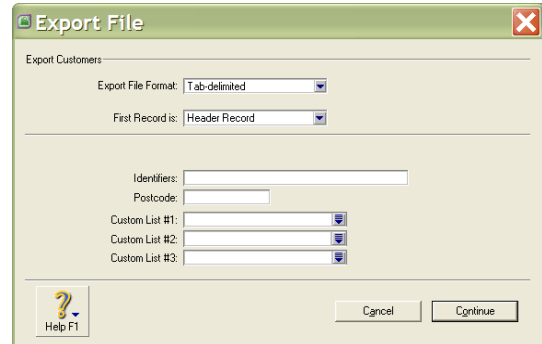 Export File
Export Customers
Export File Format: Tab-delimited
First Record is: Header Record
Identifiers:
Postcode:
Custom List #1:
Custom List #2:
Custom List #3:
Help F1
Cancel
Continue